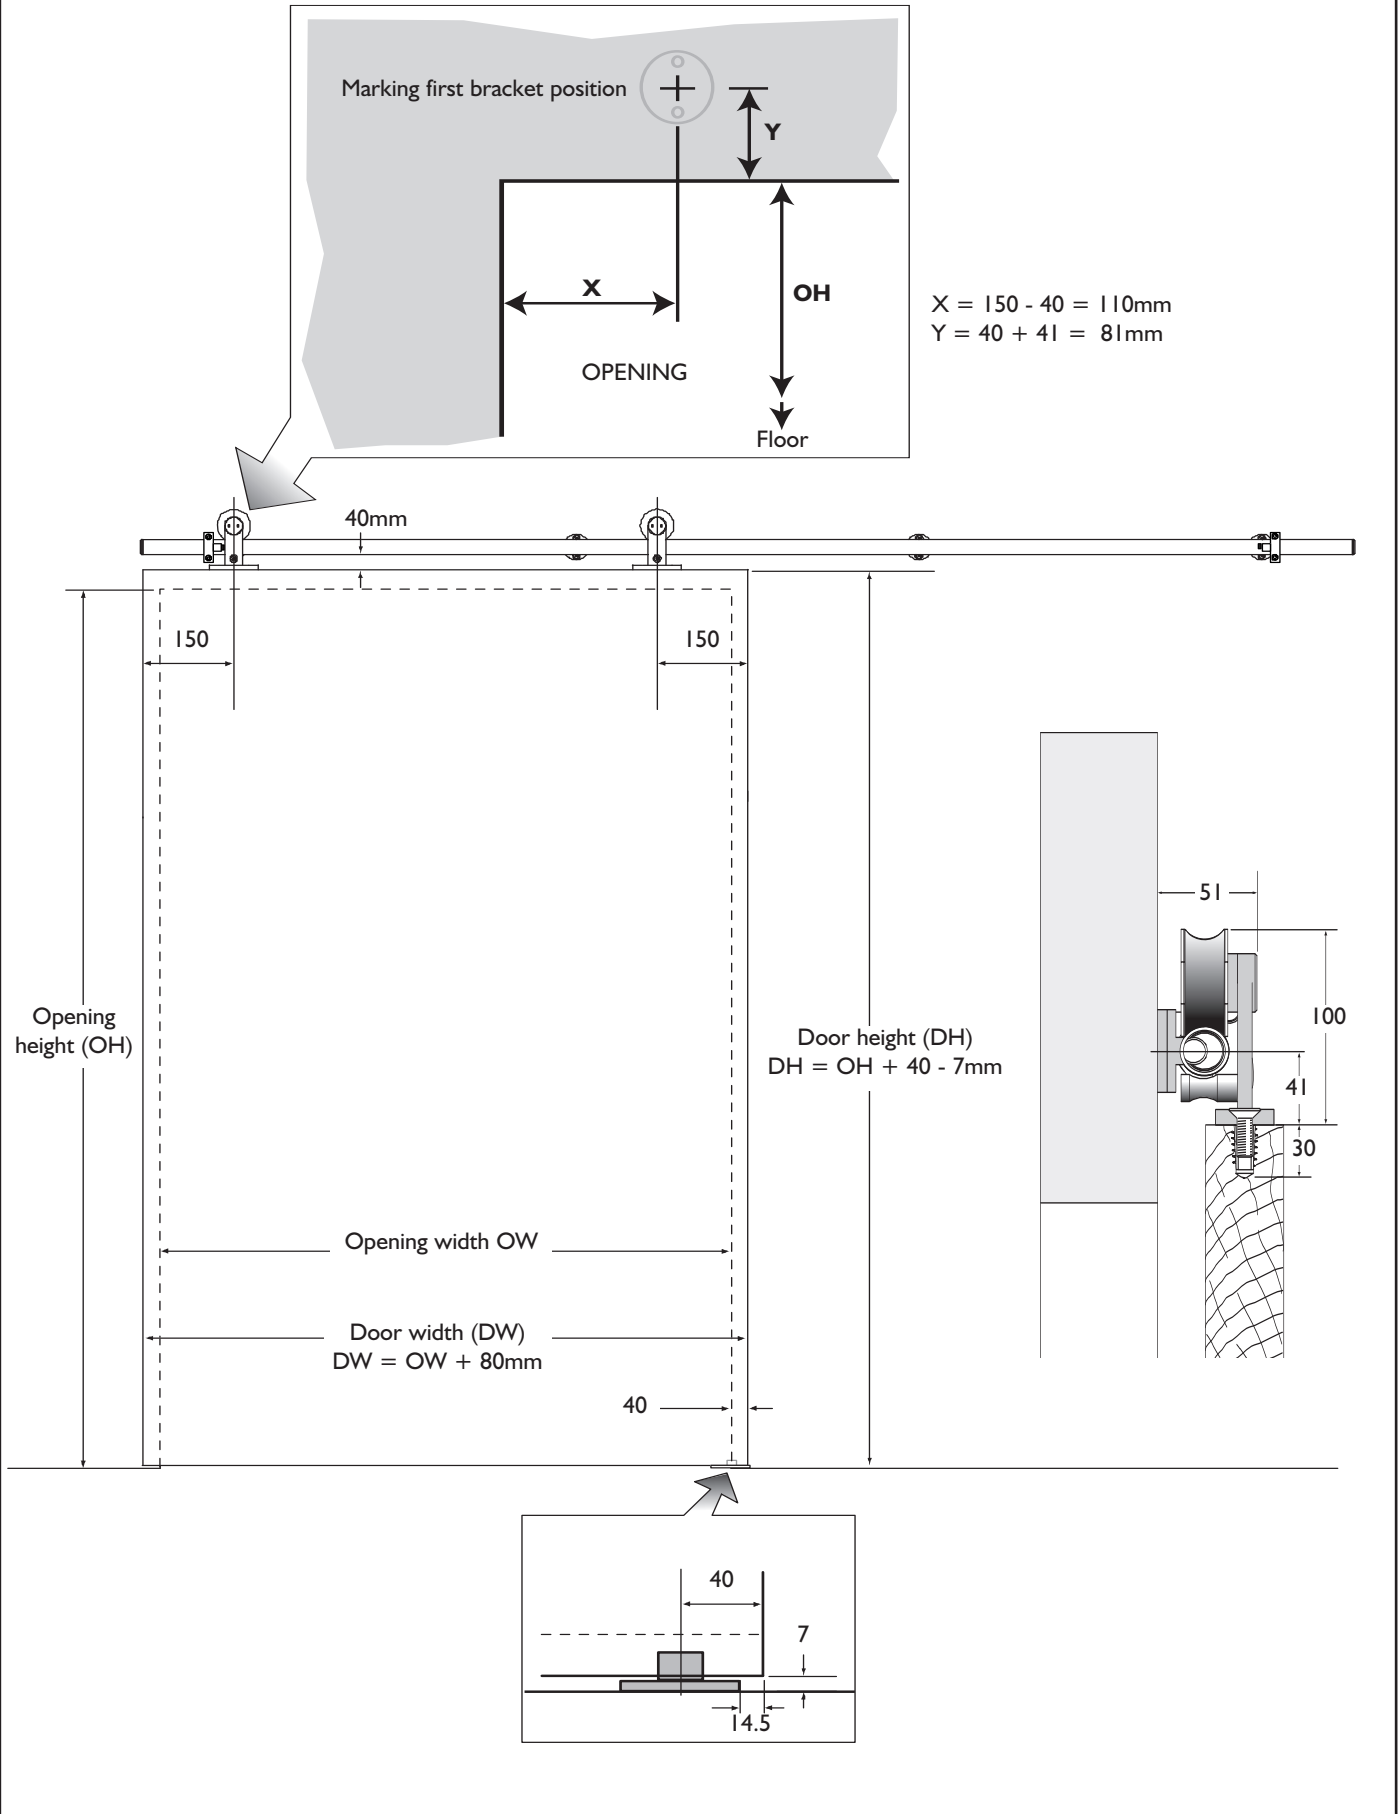 Marking first bracket position
Y
X
OH
X = 150 - 40 = 110mm
Y = 40 + 41 = 81mm
OPENING
Floor
40mm
150
150
51
Opening
height (OH)
Door height (DH)
DH = OH + 40 - 7mm
100
41
30
Opening width OW
Door width (DW)
DW = OW + 80mm
40
40
7
14.5